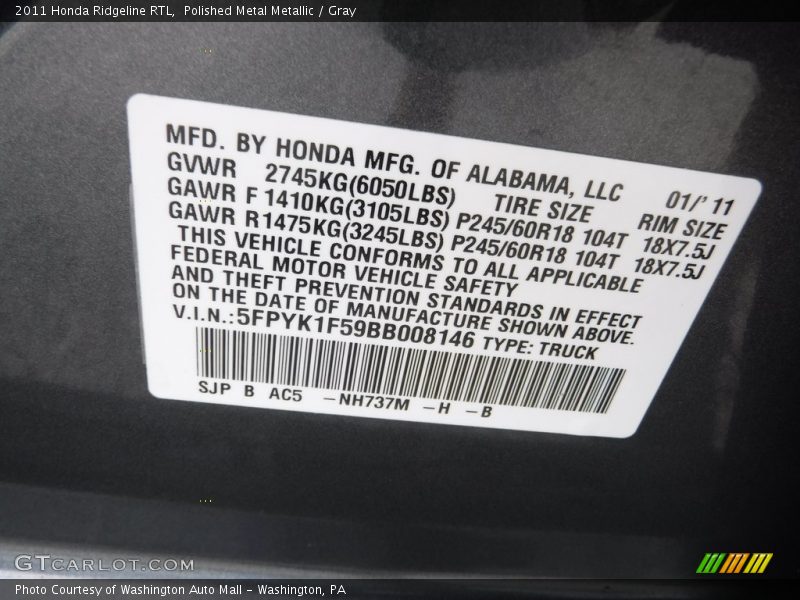 2011 Honda Ridgeline RTL, Polished Metal Metallic / Gray
MFD. BY HONDA MFG. OF ALABAMA, LLC 01/' 11
GVWR 2745KG(6050LBS) TIRE SIZE RIM SIZE
GAWR F 1410KG(3105LBS) P245/60R18 104T 18X7.5J
GAWR R 1475KG(3245LBS) P245/60R18 104T 18X7.5J
THIS VEHICLE CONFORMS TO ALL APPLICABLE
FEDERAL MOTOR VEHICLE SAFETY
AND THEFT PREVENTION STANDARDS IN EFFECT
ON THE DATE OF MANUFACTURE SHOWN ABOVE.
V.I.N.:5FPYK1F59BB008146 TYPE: TRUCK
SJP B AC5 –NH737M –H –B
GTCARLOT.COM
Photo Courtesy of Washington Auto Mall – Washington, PA